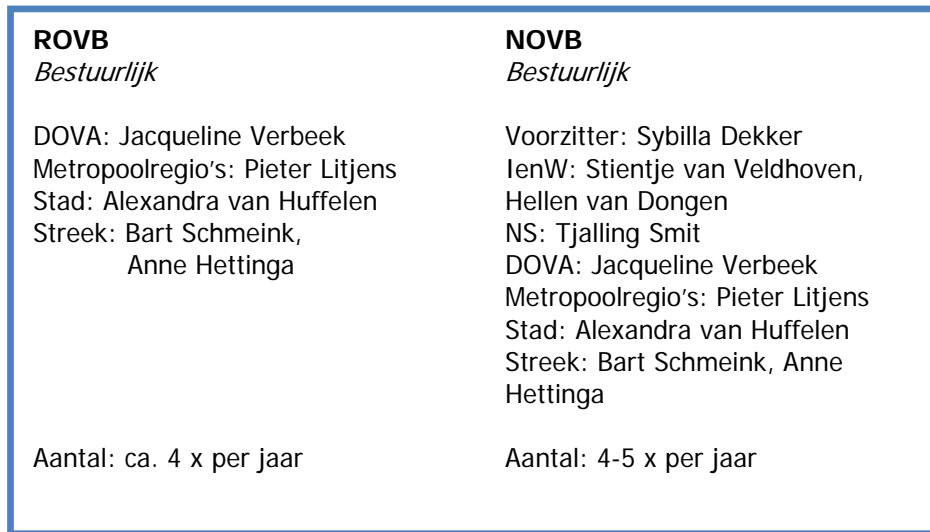 ROVB
Bestuurlijk
DOVA: Jacqueline Verbeek
Metropoolregio's: Pieter Litjens
Stad: Alexandra van Huffelen
Streek: Bart Schmeink,
Anne Hettinga
Aantal: ca. 4 x per jaar
NOVB
Bestuurlijk
Voorzitter: Sybilla Dekker
IenW: Stientje van Veldhoven,
Hellen van Dongen
NS: Tjalling Smit
DOVA: Jacqueline Verbeek
Metropoolregio's: Pieter Litjens
Stad: Alexandra van Huffelen
Streek: Bart Schmeink, Anne
Hettinga
Aantal: 4-5 x per jaar